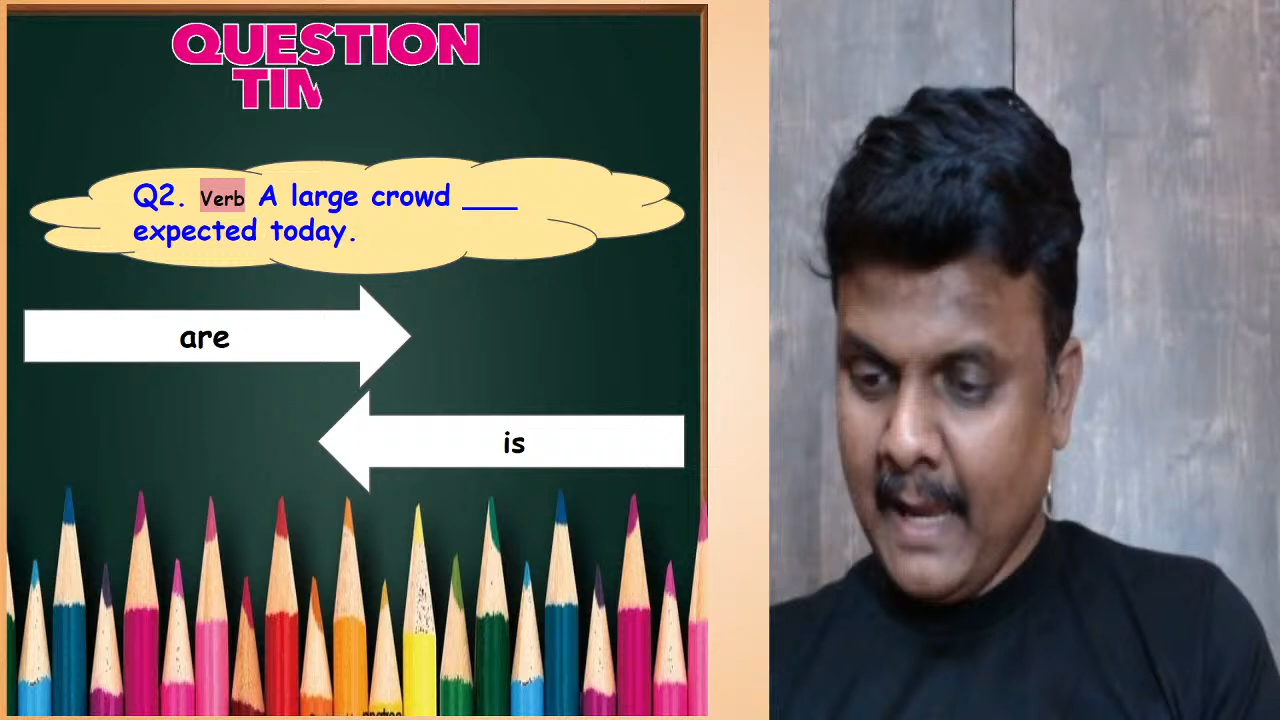 QUESTION
TIM
Q2. Verb A large crowd ___
expected today.
are
is